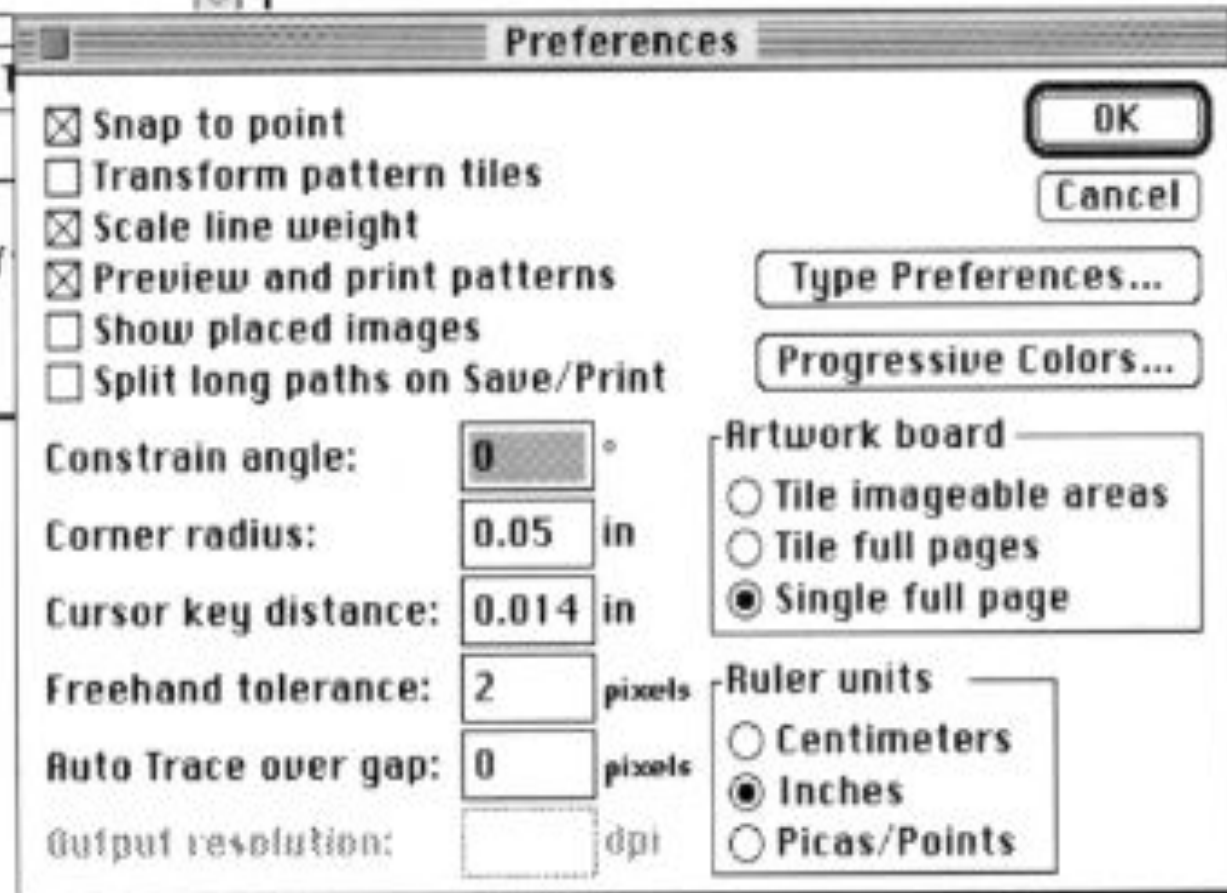 Preferences
Snap to point
Transform pattern tiles
Scale line weight
Preview and print patterns
Show placed images
Split long paths on Save/Print
OK
Cancel
Type Preferences...
Progressive Colors...
Constrain angle: 0 °
Corner radius: 0.05 in
Cursor key distance: 0.014 in
Freehand tolerance: 2 pixels
Auto Trace over gap: 0 pixels
Output resolution: dpi
Artwork board
Tile imageable areas
Tile full pages
Single full page
Ruler units
Centimeters
Inches
Picas/Points